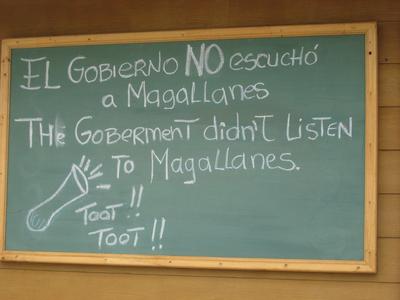 EL GOBIERNO NO escuchó
a Magallanes
THe GOBERMENT didn't LISTEN
TO Magallanes.
TOOT!!
TOOT!!